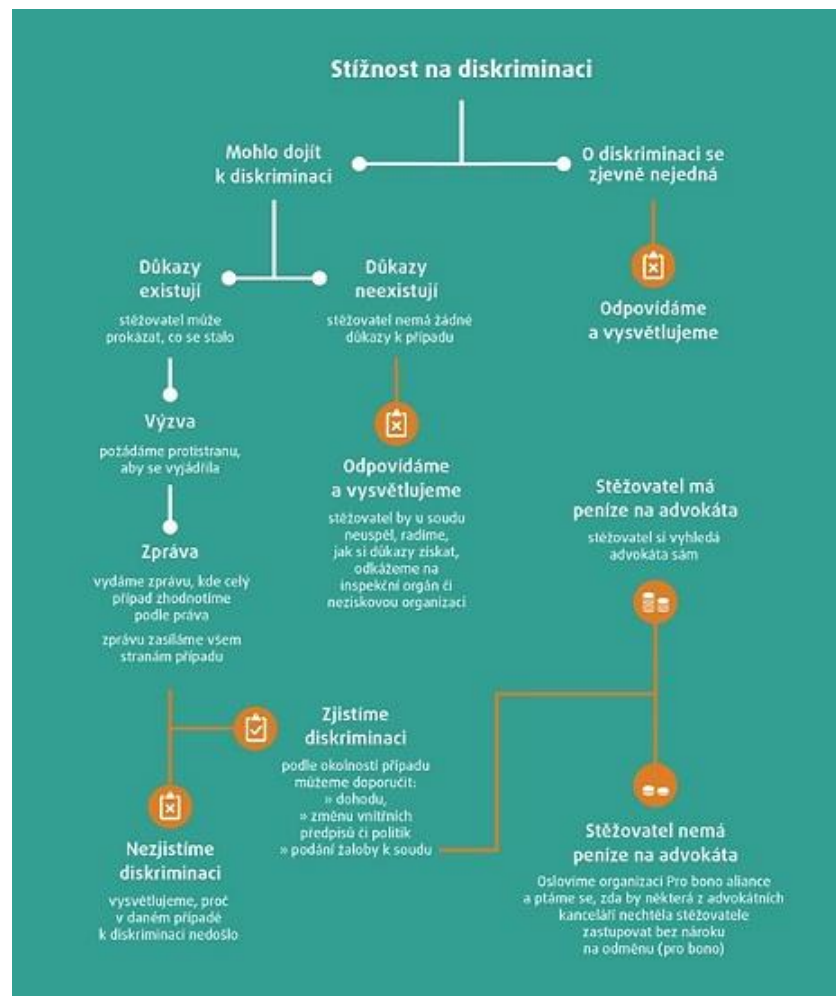 Stížnost na diskriminaci
Mohlo dojít
k diskriminaci
O diskriminaci se
zjevně nejedná
Odpovídáme
a vysvětlujeme
Důkazy
existují
stěžovatel může
prokázat, co se stalo
Důkazy
neexistují
stěžovatel nemá žádné
důkazy k případu
Výzva
požádáme protistranu,
aby se vyjádřila
Odpovídáme
a vysvětlujeme
stěžovatel by u soudu
neuspěl, radíme,
jak si důkazy získat,
odkážeme na
inspekční orgán či
neziskovou organizaci
Zpráva
vydáme zprávu, kde celý
případ zhodnotíme
podle práva
zprávu zasíláme všem
stranám případu
Zjistíme
diskriminaci
podle okolností případu
můžeme doporučit:
» dohodu,
» změnu vnitřních
předpisů či politik
» podání žaloby k soudu
Nezjistíme
diskriminaci
vysvětlujeme, proč
v daném případě
k diskriminaci nedošlo
Stěžovatel má
peníze na advokáta
stěžovatel si vyhledá
advokáta sám
Stěžovatel nemá
peníze na advokáta
Oslovíme organizaci Pro bono aliance
a ptáme se, zda by některá z advokátních
kanceláří nechtěla stěžovatele
zastupovat bez nároku
na odměnu (pro bono)